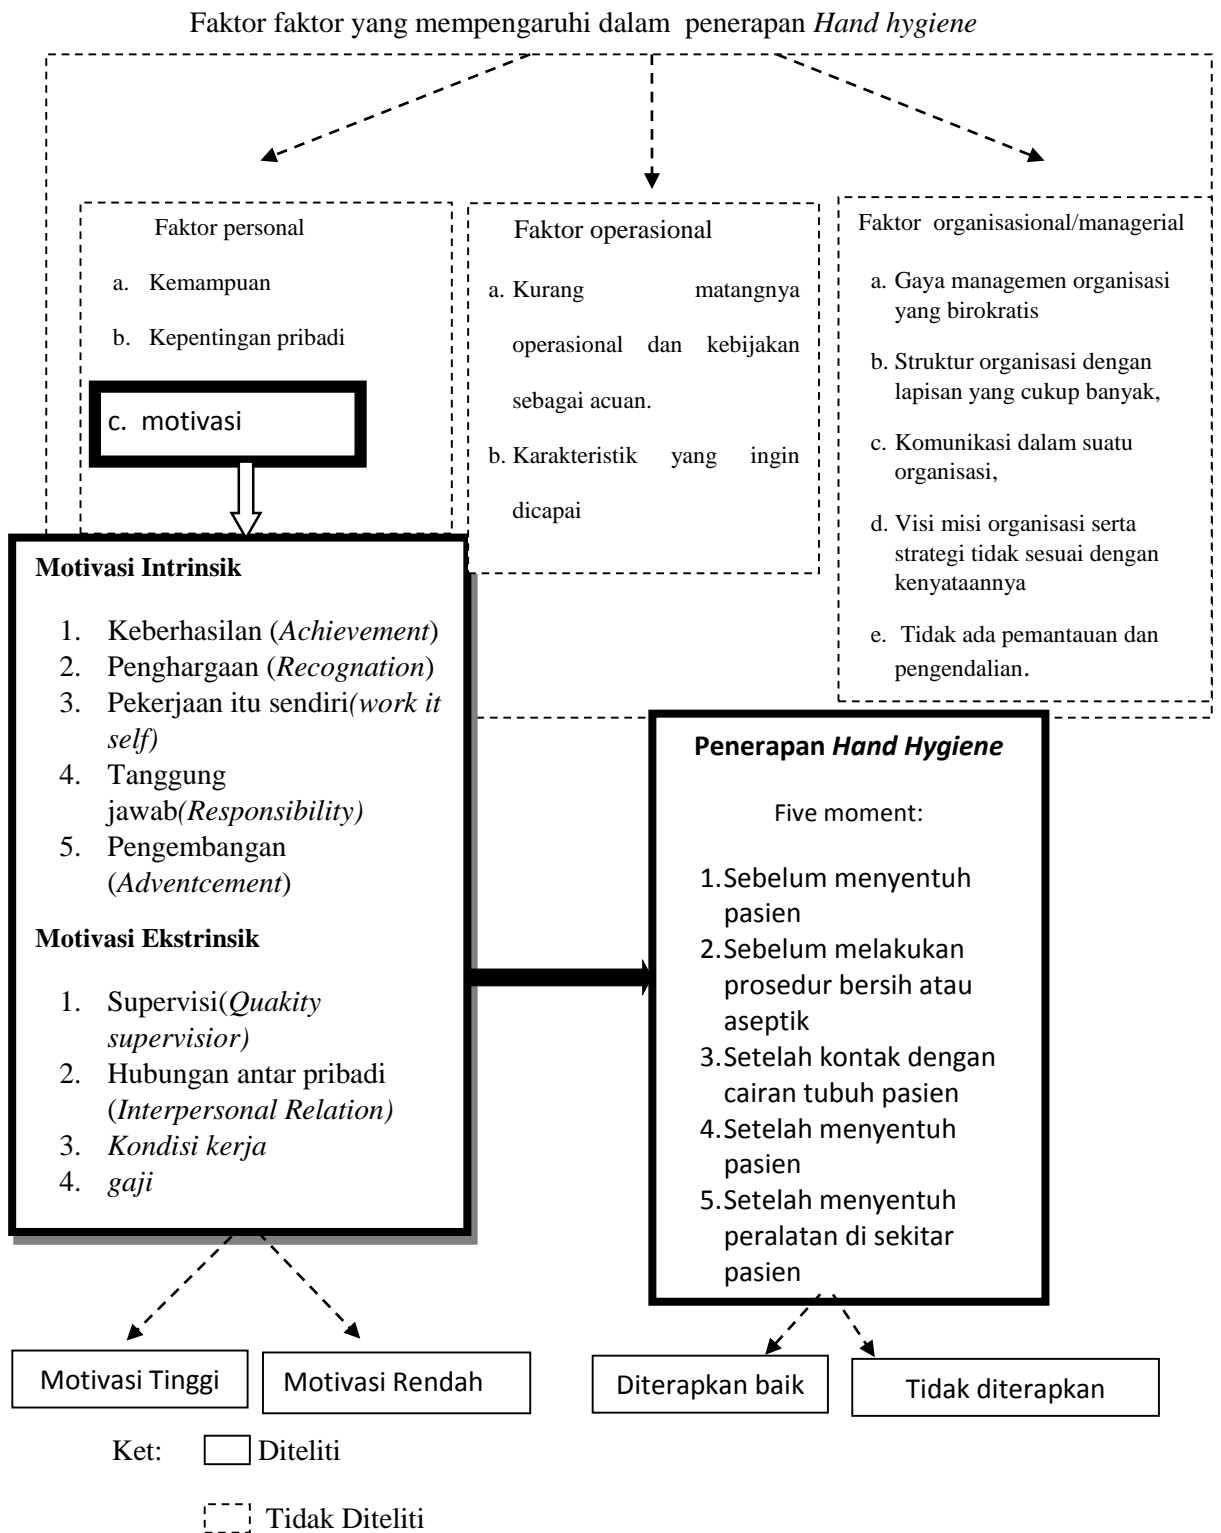 Faktor faktor yang mempengaruhi dalam penerapan Hand hygiene
Faktor personal
a. Kemampuan
b. Kepentingan pribadi
c. motivasi
Faktor operasional
a. Kurang matangnya
operasional dan kebijakan
sebagai acuan.
b. Karakteristik yang ingin
dicapai
Faktor organisasional/managerial
a. Gaya managemen organisasi
yang birokratis
b. Struktur organisasi dengan
lapisan yang cukup banyak,
c. Komunikasi dalam suatu
organisasi,
d. Visi misi organisasi serta
strategi tidak sesuai dengan
kenyataannya
e. Tidak ada pemantauan dan
pengendalian.
Motivasi Intrinsik
1. Keberhasilan (Achievement)
2. Penghargaan (Recognation)
3. Pekerjaan itu sendiri(work it
self)
4. Tanggung
jawab(Responsibility)
5. Pengembangan
(Adventcement)
Motivasi Ekstrinsik
1. Supervisi(Quakity
supervisior)
2. Hubungan antar pribadi
(Interpersonal Relation)
3. Kondisi kerja
4. gaji
Penerapan Hand Hygiene
Five moment:
1.Sebelum menyentuh
pasien
2.Sebelum melakukan
prosedur bersih atau
aseptik
3.Setelah kontak dengan
cairan tubuh pasien
4.Setelah menyentuh
pasien
5.Setelah menyentuh
peralatan di sekitar
pasien
Motivasi Tinggi
Motivasi Rendah
Diterapkan baik
Tidak diterapkan
Ket: Diteliti
Tidak Diteliti